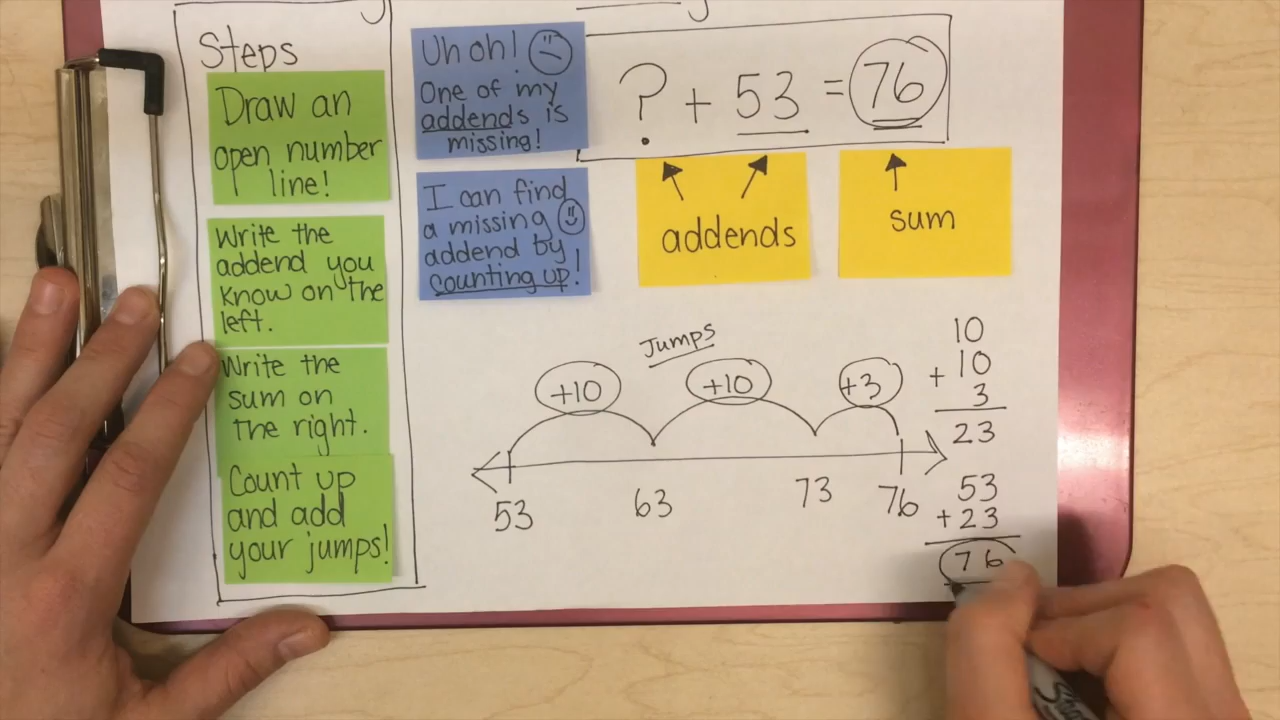 Steps
Draw an
open number
line!
Write the
addend you
know on the
left.
Write the
sum on
the right.
Count up
and add
your jumps!
Uh oh!
One of my
addends is
missing!
I can find
a missing
addend by
counting up!
? + 53 = 76
addends
sum
Jumps
+10 +10 +3
53 63 73 76
10
+ 10
3
23
53
+ 23
76